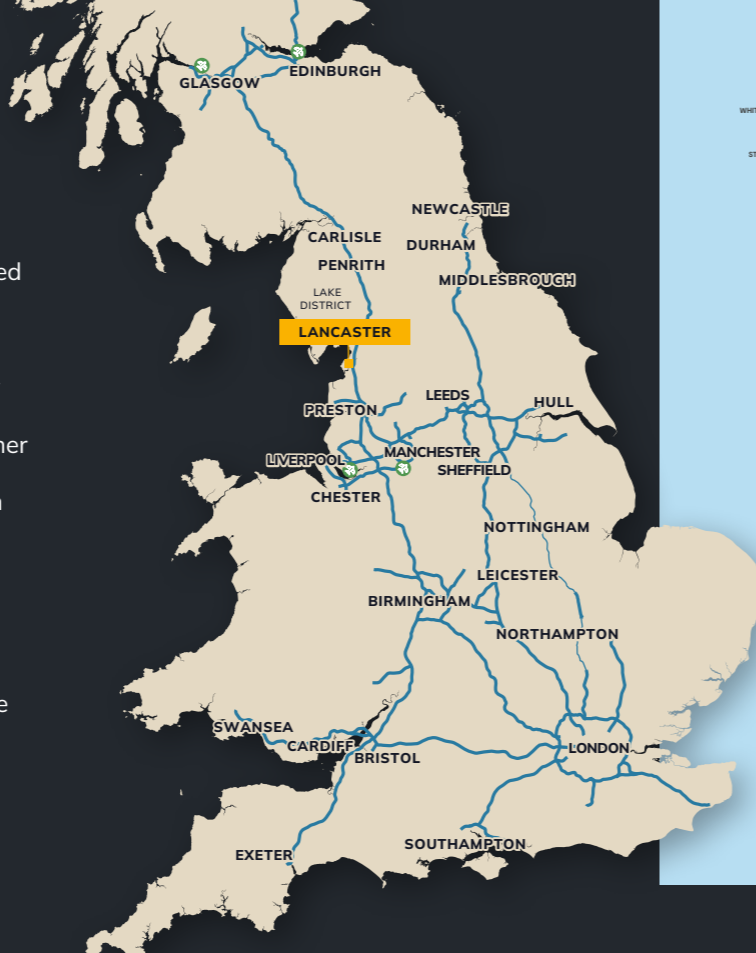 EDINBURGH
GLASGOW
NEWCASTLE
CARLISLE
DURHAM
PENRITH
MIDDLESBROUGH
LAKE
DISTRICT
LANCASTER
LEEDS
HULL
PRESTON
MANCHESTER
LIVERPOOL
SHEFFIELD
CHESTER
NOTTINGHAM
LEICESTER
BIRMINGHAM
NORTHAMPTON
SWANSEA
CARDIFF
LONDON
BRISTOL
SOUTHAMPTON
EXETER